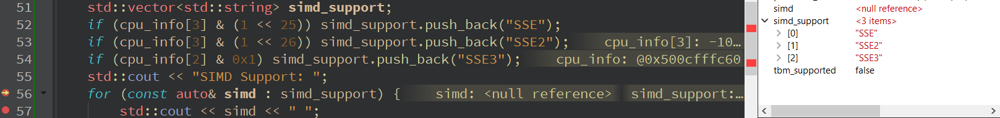 51 std::vector<std::string> simd_support;
52 if (cpu_info[3] & (1 << 25)) simd_support.push_back("SSE");
53 if (cpu_info[3] & (1 << 26)) simd_support.push_back("SSE2"); cpu_info[3]: -10…
54 if (cpu_info[2] & 0x1) simd_support.push_back("SSE3"); cpu_info: @0x500cfffc60
55 std::cout << "SIMD Support: ";
56 for (const auto& simd : simd_support) { simd: <null reference> simd_support:…
57 std::cout << simd << " ";
simd <null reference>
simd_support <3 items>
[0] "SSE"
[1] "SSE2"
[2] "SSE3"
tbm_supported false